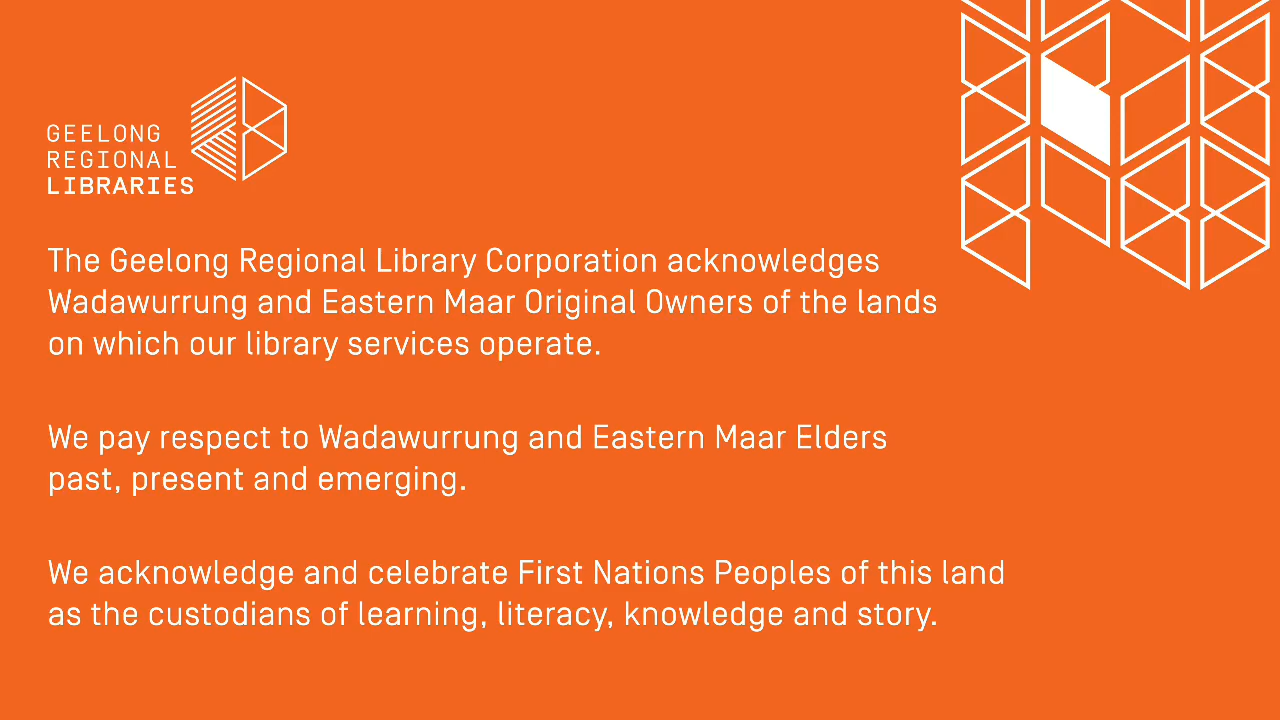 GEELONG
REGIONAL
LIBRARIES
The Geelong Regional Library Corporation acknowledges
Wadawurrung and Eastern Maar Original Owners of the lands
on which our library services operate.
We pay respect to Wadawurrung and Eastern Maar Elders
past, present and emerging.
We acknowledge and celebrate First Nations Peoples of this land
as the custodians of learning, literacy, knowledge and story.